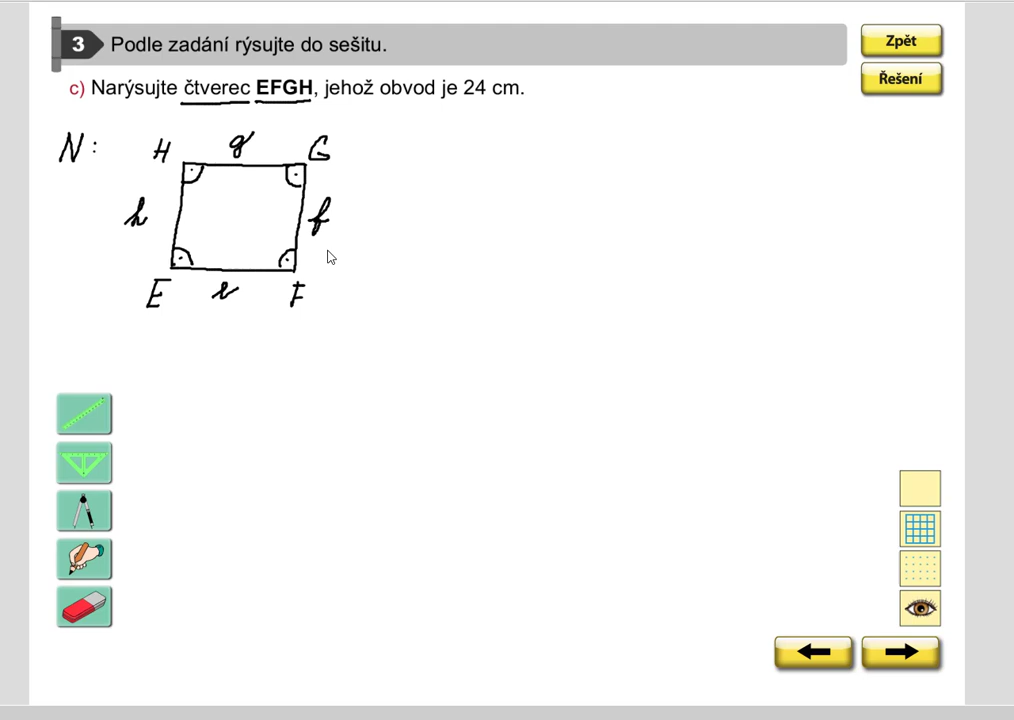 3 Podle zadání rýsujte do sešitu.
Zpět
Řešení
c) Narýsujte čtverec EFGH, jehož obvod je 24 cm.
N: H g G
h f
E e F